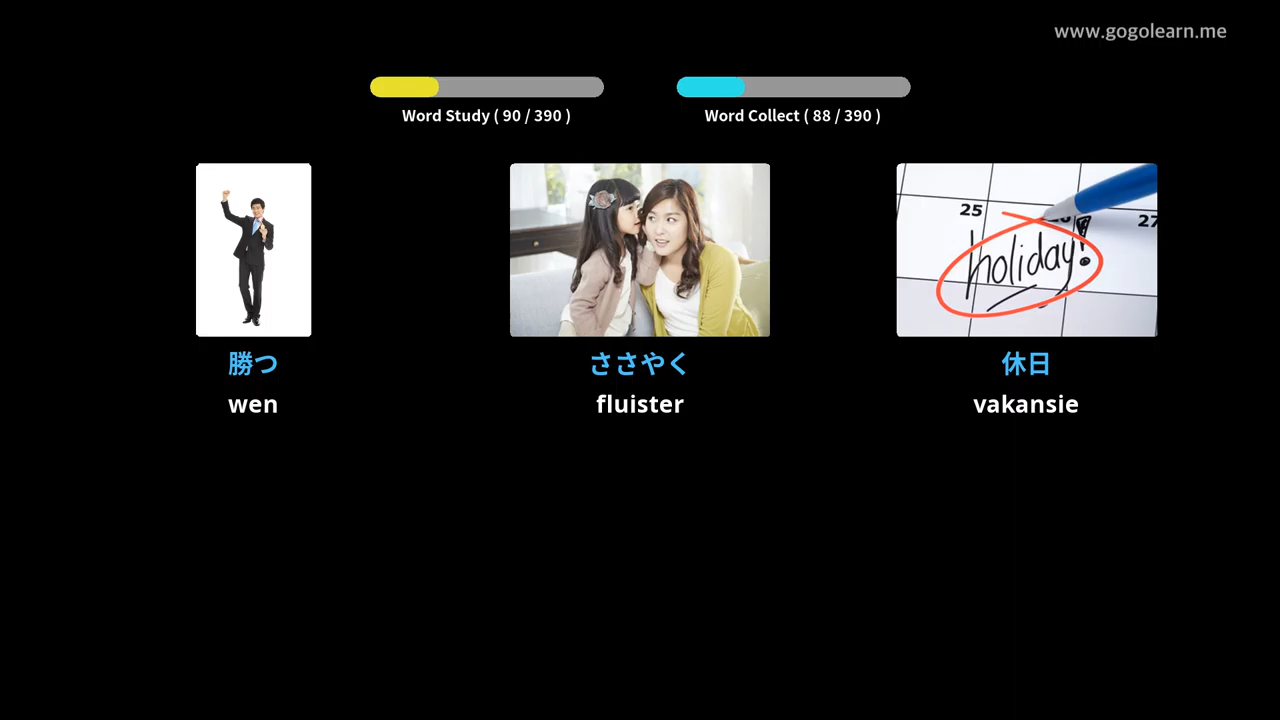 www.gogolearn.me
Word Study ( 90 / 390 )
Word Collect ( 88 / 390 )
25
27
holiday!
勝つ
ささやく
休日
wen
fluister
vakansie